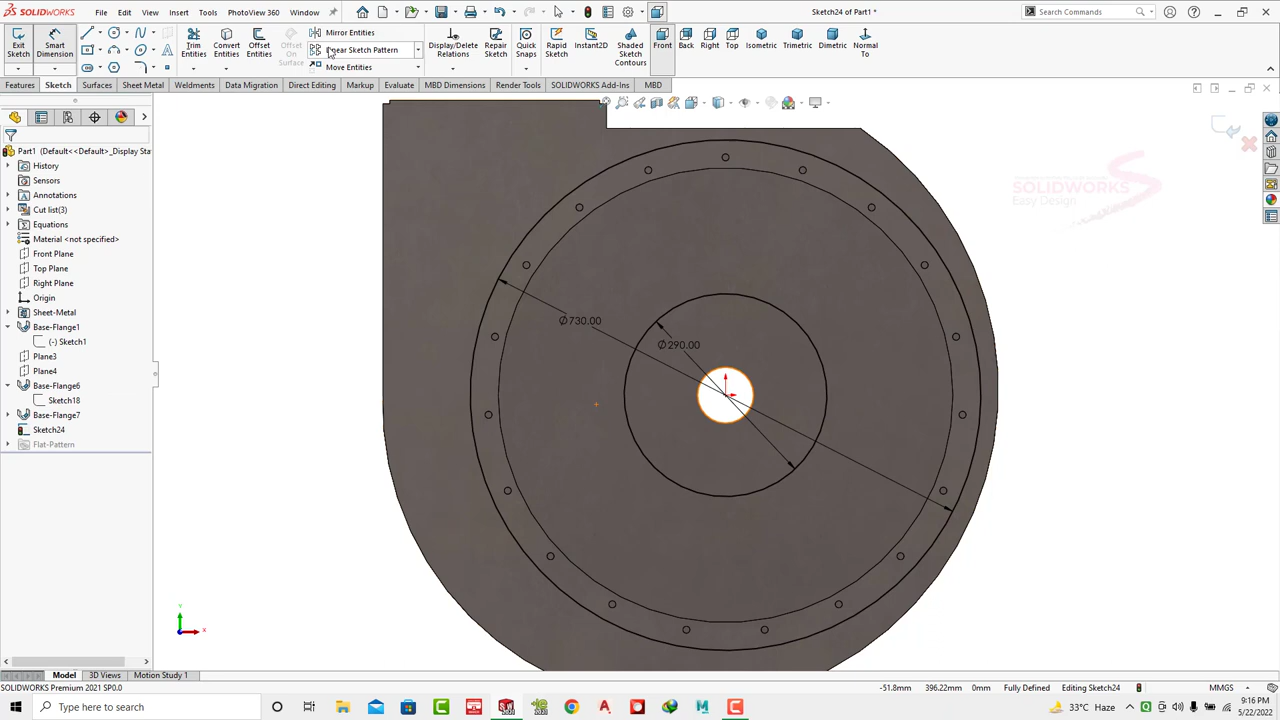 SOLIDWORKS File Edit View Insert Tools PhotoView 360 Window Sketch24 of Part1 * Search Commands
Exit Sketch
Smart Dimension
Trim Entities
Convert Entities
Offset Entities
Offset On Surface
Mirror Entities
Linear Sketch Pattern
Move Entities
Display/Delete Relations
Repair Sketch
Quick Snaps
Rapid Sketch
Instant2D
Shaded Sketch Contours
Front
Back
Right
Top
Isometric
Trimetric
Dimetric
Normal To
Features Sketch Surfaces Sheet Metal Weldments Data Migration Direct Editing Markup Evaluate MBD Dimensions Render Tools SOLIDWORKS Add-Ins MBD
Part1 (Default<<Default>_Display Sta
History
Sensors
Annotations
Cut list(3)
Equations
Material <not specified>
Front Plane
Top Plane
Right Plane
Origin
Sheet-Metal
Base-Flange1
(-) Sketch1
Plane3
Plane4
Base-Flange6
Sketch18
Base-Flange7
Sketch24
Flat-Pattern
SOLIDWORKS
Easy Design
Ø730.00
Ø290.00
Y
X
Model 3D Views Motion Study 1
SOLIDWORKS Premium 2021 SP0.0 -51.8mm 396.22mm 0mm Fully Defined Editing Sketch24 MMGS
Type here to search 33°C Haze 9:16 PM
5/22/2022